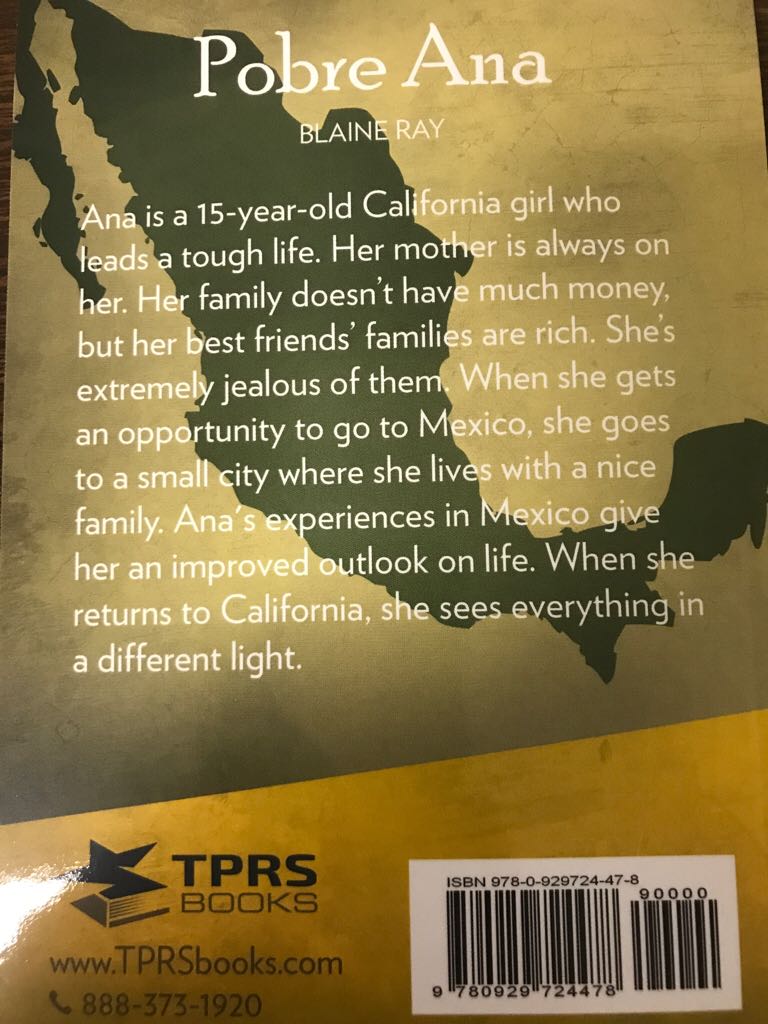 Pobre Ana
BLAINE RAY
Ana is a 15-year-old California girl who
leads a tough life. Her mother is always on
her. Her family doesn't have much money,
but her best friends' families are rich. She's
extremely jealous of them. When she gets
an opportunity to go to Mexico, she goes
to a small city where she lives with a nice
family. Ana's experiences in Mexico give
her an improved outlook on life. When she
returns to California, she sees everything in
a different light.
TPRS
BOOKS
www.TPRSbooks.com
888-373-1920
ISBN 978-0-929724-47-8
90000
9 780929 724478